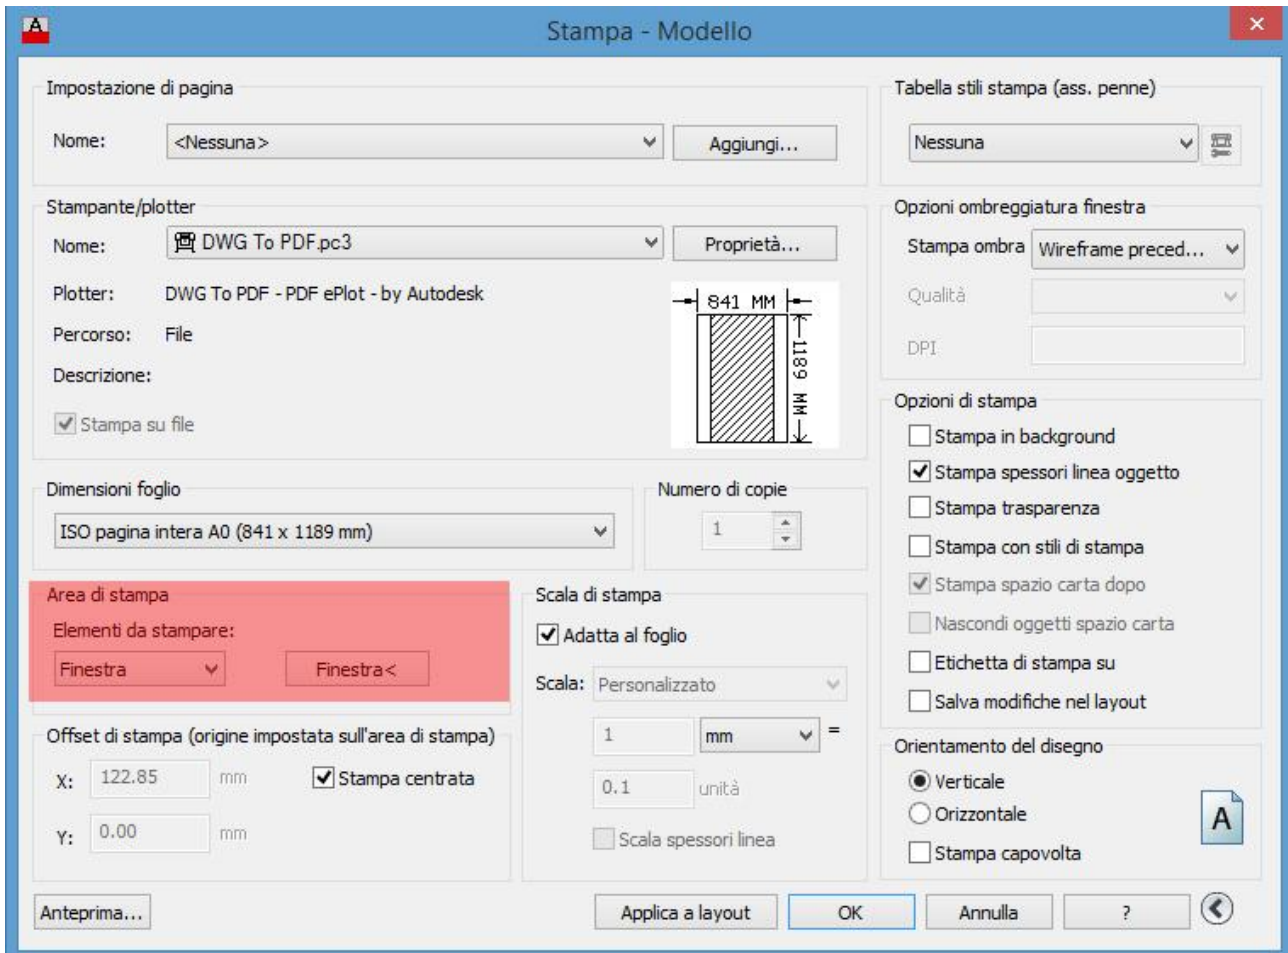 A
Stampa - Modello
Impostazione di pagina
Nome: <Nessuna> Aggiungi...
Tabella stili stampa (ass. penne)
Nessuna
Stampante/plotter
Nome: DWG To PDF.pc3 Proprietà...
Plotter: DWG To PDF - PDF ePlot - by Autodesk
Percorso: File
Descrizione:
Stampa su file
841 MM
1189 MM
Opzioni ombreggiatura finestra
Stampa ombra Wireframe preced...
Qualità
DPI
Dimensioni foglio
ISO pagina intera A0 (841 x 1189 mm)
Numero di copie
1
Opzioni di stampa
Stampa in background
Stampa spessori linea oggetto
Stampa trasparenza
Stampa con stili di stampa
Stampa spazio carta dopo
Nascondi oggetti spazio carta
Etichetta di stampa su
Salva modifiche nel layout
Area di stampa
Elementi da stampare:
Finestra Finestra<
Scala di stampa
Adatta al foglio
Scala: Personalizzato
1 mm =
0.1 unità
Scala spessori linea
Offset di stampa (origine impostata sull'area di stampa)
X: 122.85 mm Stampa centrata
Y: 0.00 mm
Orientamento del disegno
Verticale
Orizzontale
Stampa capovolta
A
Anteprima... Applica a layout OK Annulla ?